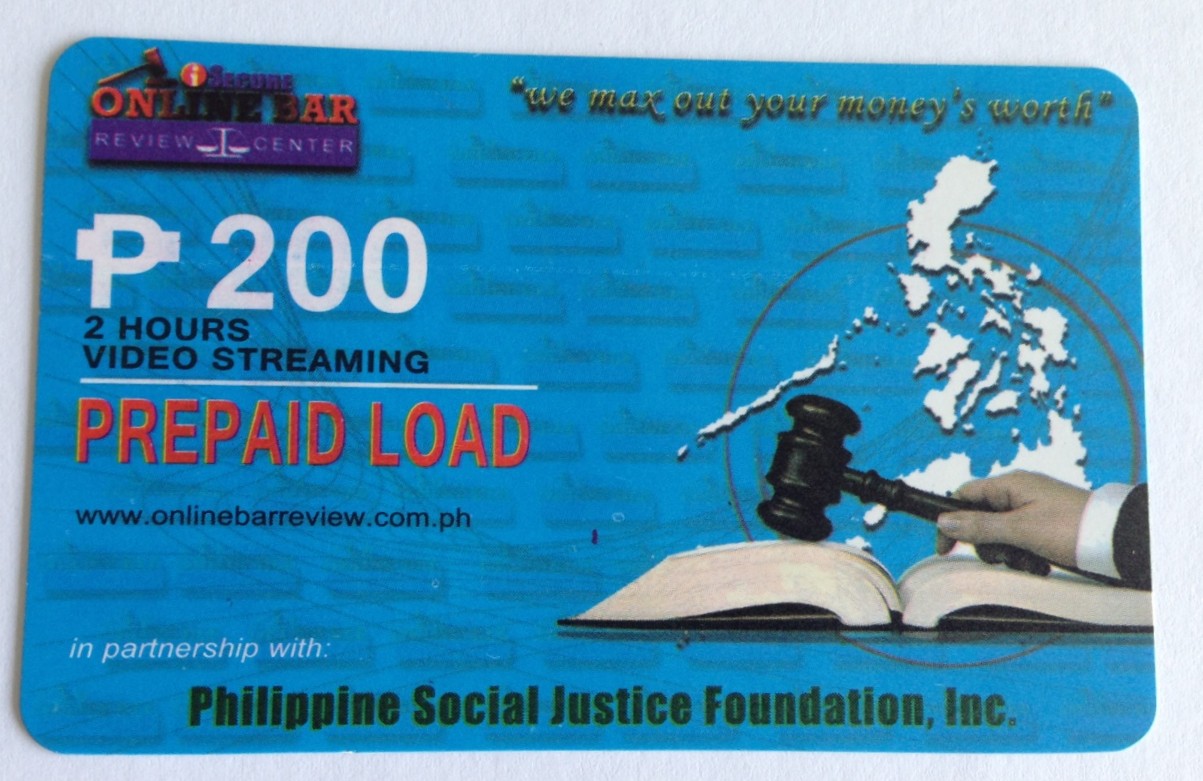 iSECURE
ONLINE BAR
REVIEW CENTER
"we max out your money's worth"
₱ 200
2 HOURS
VIDEO STREAMING
PREPAID LOAD
www.onlinebarreview.com.ph
in partnership with:
Philippine Social Justice Foundation, Inc.